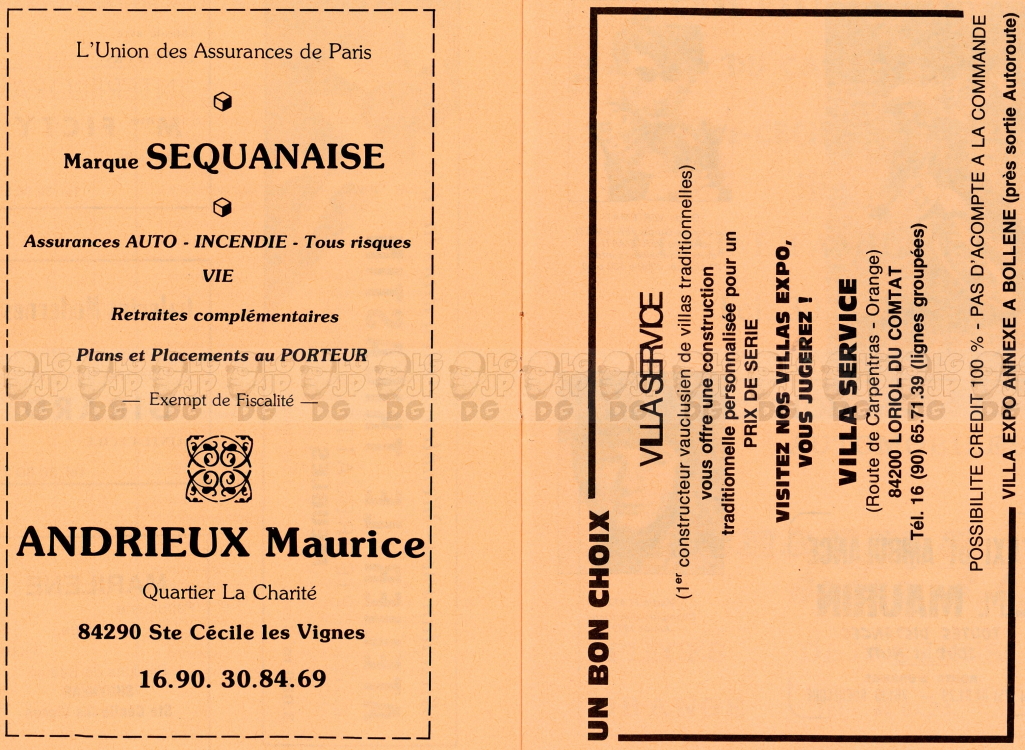 L'Union des Assurances de Paris
Marque SEQUANAISE
Assurances AUTO - INCENDIE - Tous risques
VIE
Retraites complémentaires
Plans et Placements au PORTEUR
— Exempt de Fiscalité —
ANDRIEUX Maurice
Quartier La Charité
84290 Ste Cécile les Vignes
16.90. 30.84.69
UN BON CHOIX
VILLA SERVICE
(1er constructeur vauclusien de villas traditionnelles)
vous offre une construction
traditionnelle personnalisée pour un
PRIX DE SERIE
VISITEZ NOS VILLAS EXPO,
VOUS JUGEREZ !
VILLA SERVICE
(Route de Carpentras - Orange)
84200 LORIOL DU COMTAT
Tél. 16 (90) 65.71.39 (lignes groupées)
POSSIBILITE CREDIT 100 % - PAS D'ACOMPTE A LA COMMANDE
VILLA EXPO ANNEXE A BOLLENE (près sortie Autoroute)